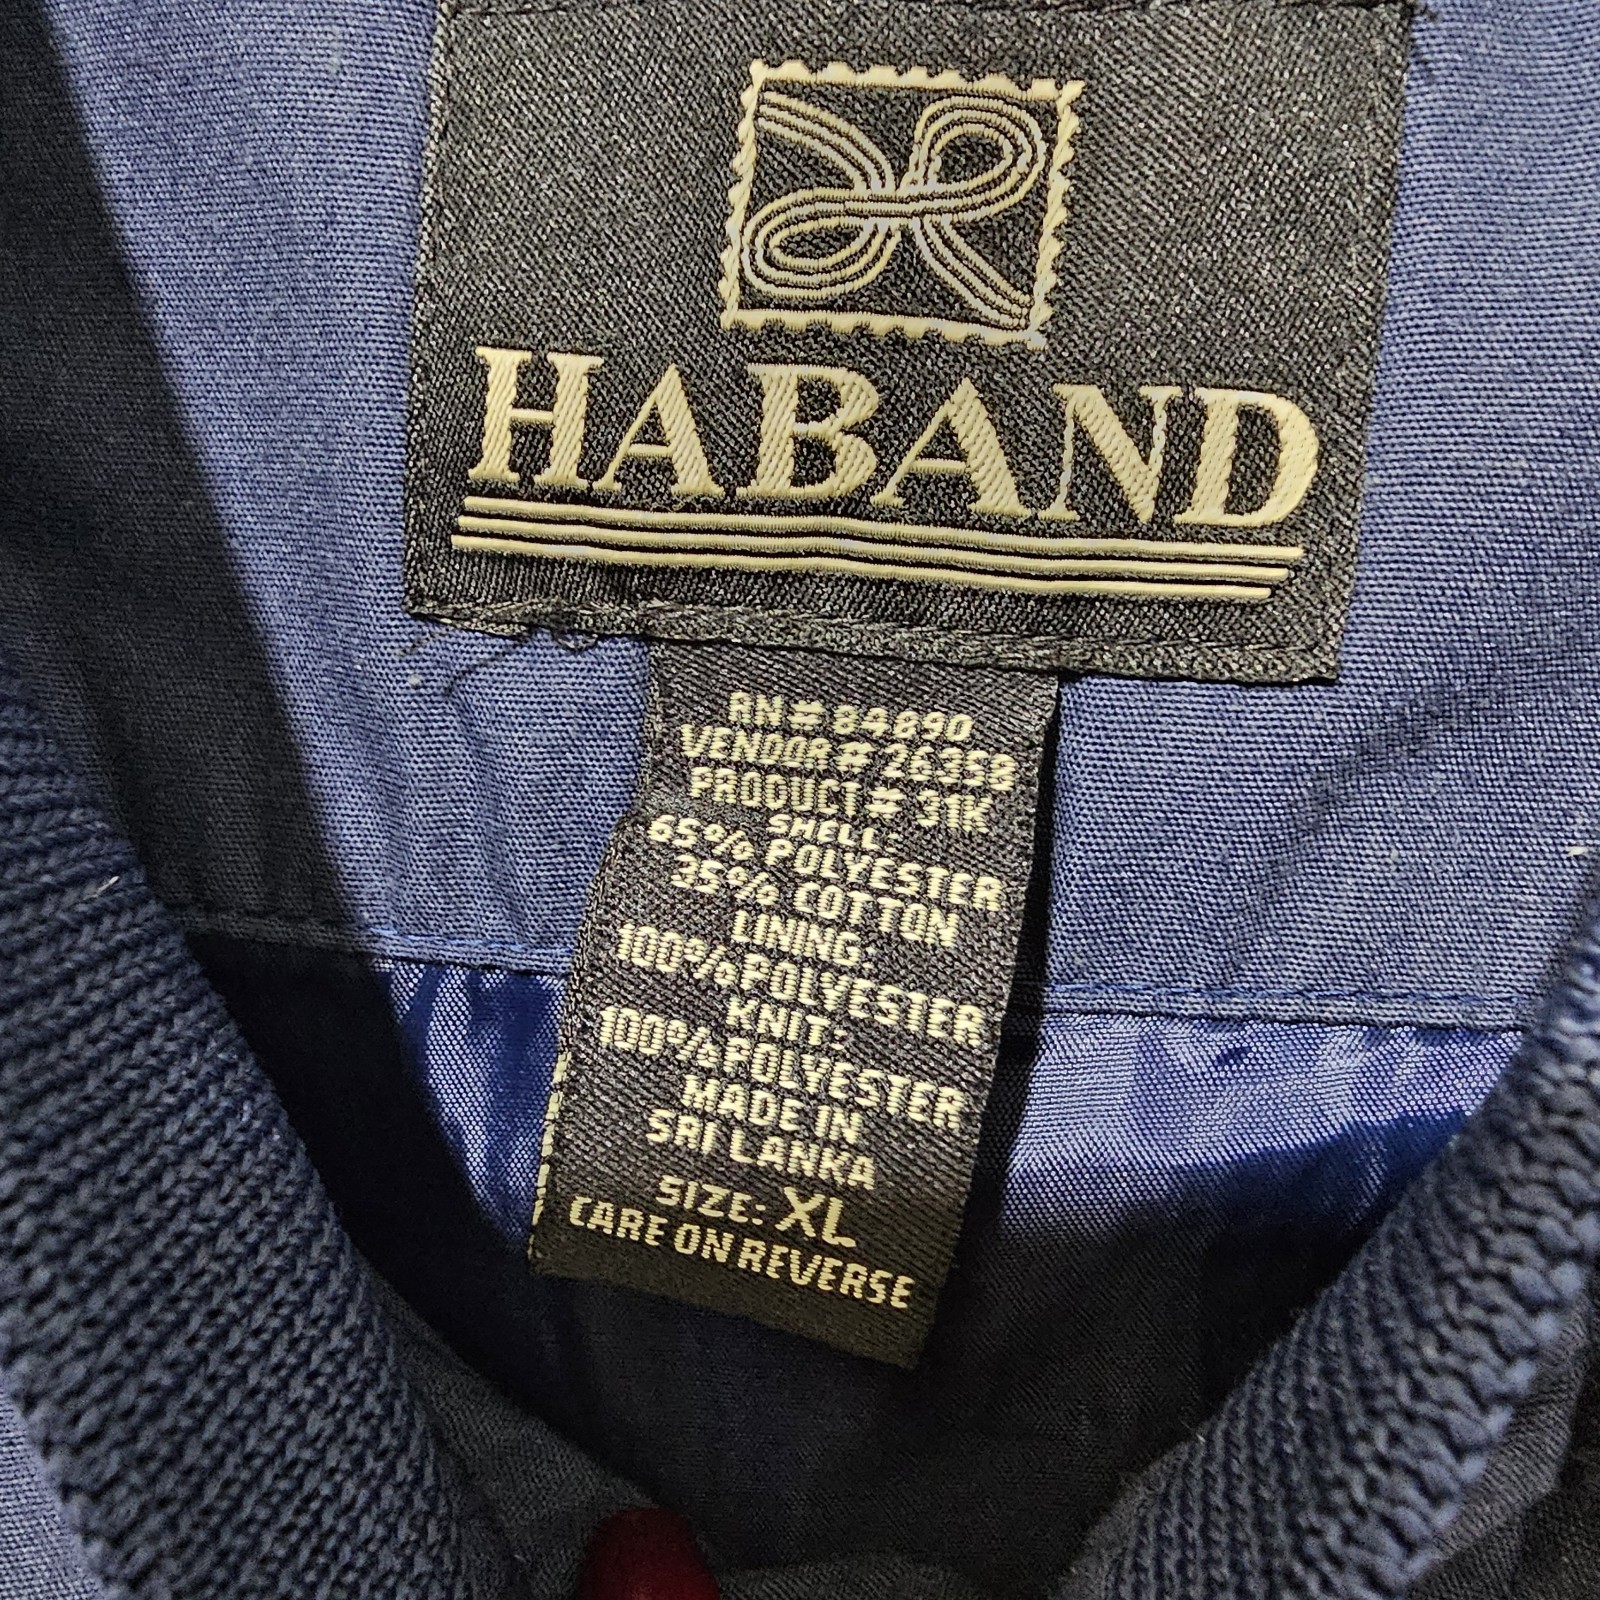 HABAND
RN# 84890
VENDOR # 26358
PRODUCT # 31K
SHELL:
65% POLYESTER
35% COTTON
LINING:
100% POLYESTER
KNIT:
100% POLYESTER
MADE IN
SRI LANKA
SIZE: XL
CARE ON REVERSE